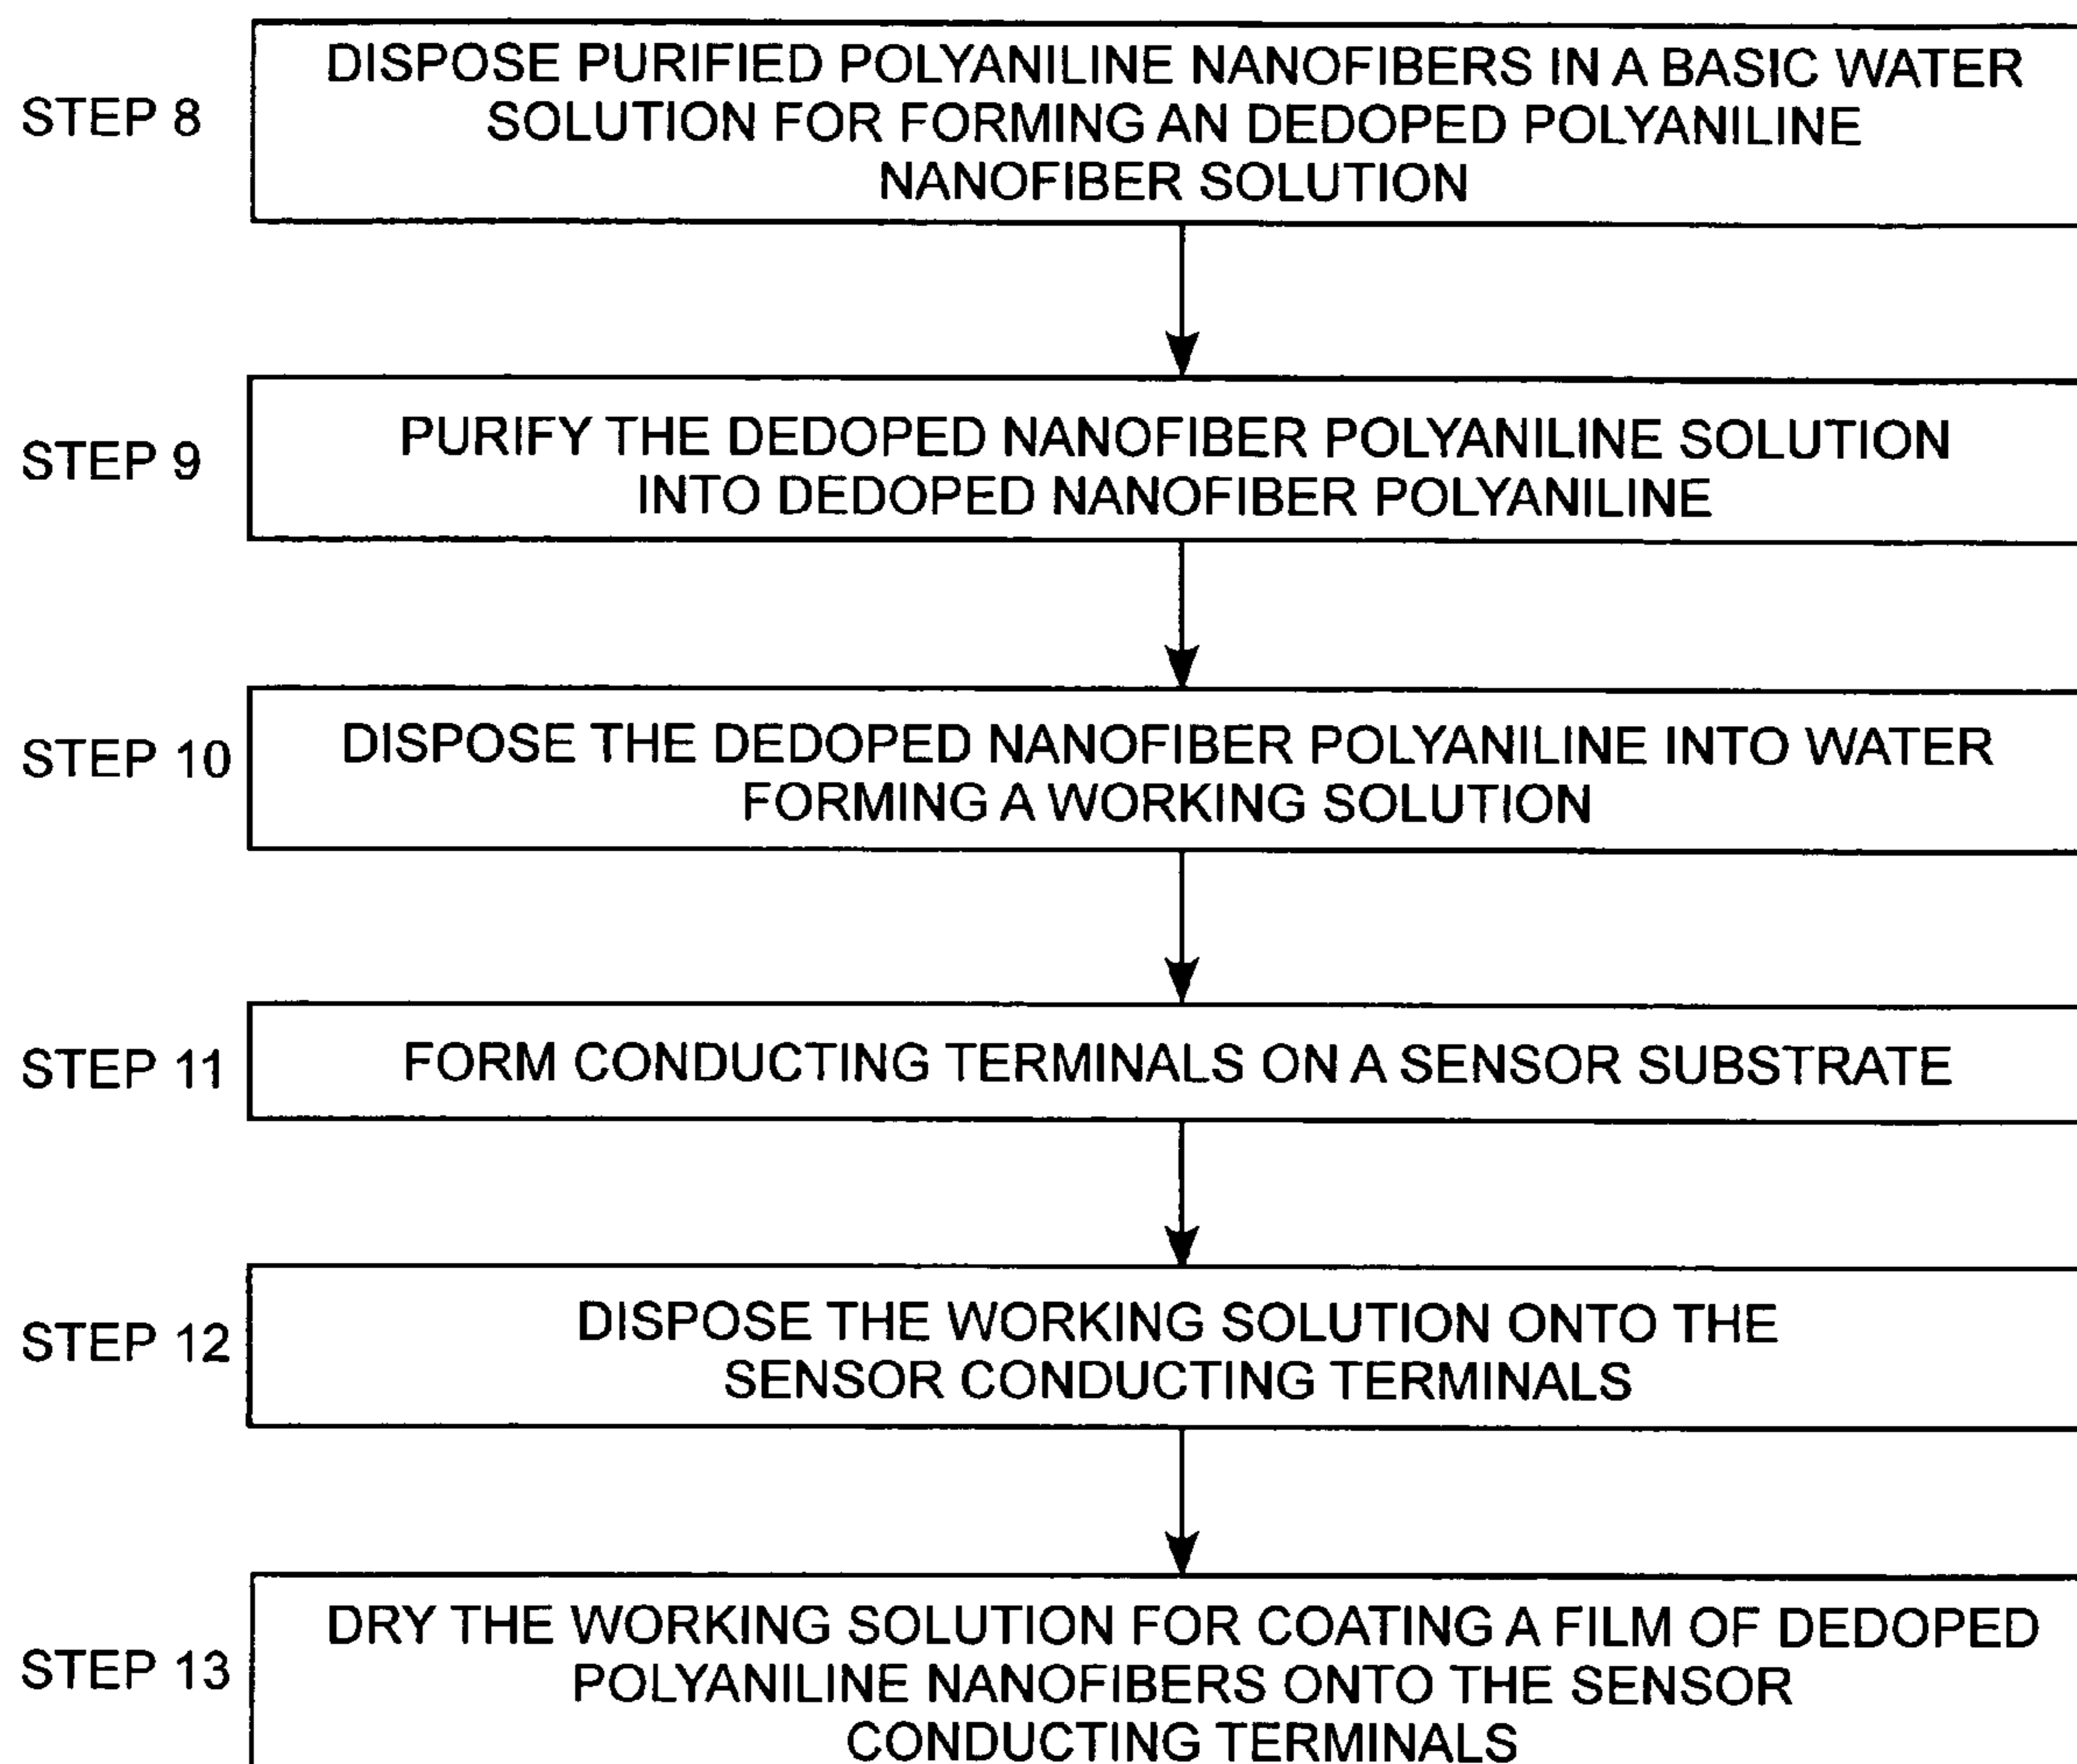 STEP 8
DISPOSE PURIFIED POLYANILINE NANOFIBERS IN A BASIC WATER
SOLUTION FOR FORMING AN DEDOPED POLYANILINE
NANOFIBER SOLUTION
STEP 9
PURIFY THE DEDOPED NANOFIBER POLYANILINE SOLUTION
INTO DEDOPED NANOFIBER POLYANILINE
STEP 10
DISPOSE THE DEDOPED NANOFIBER POLYANILINE INTO WATER
FORMING A WORKING SOLUTION
STEP 11
FORM CONDUCTING TERMINALS ON A SENSOR SUBSTRATE
STEP 12
DISPOSE THE WORKING SOLUTION ONTO THE
SENSOR CONDUCTING TERMINALS
STEP 13
DRY THE WORKING SOLUTION FOR COATING A FILM OF DEDOPED
POLYANILINE NANOFIBERS ONTO THE SENSOR
CONDUCTING TERMINALS